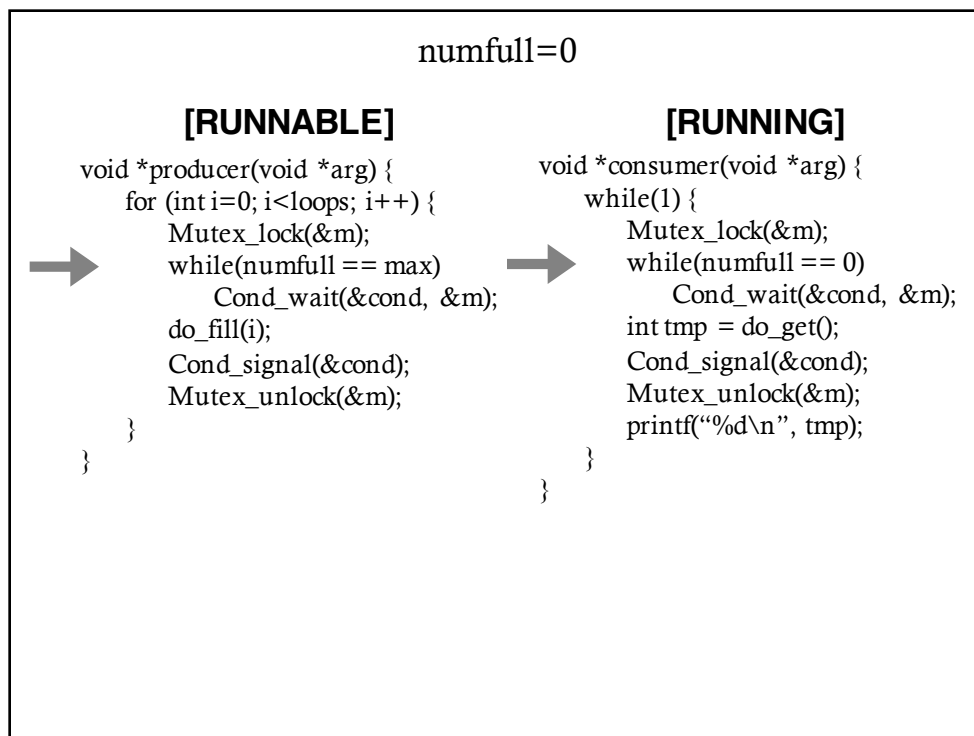 numfull=0
[RUNNABLE]
void *producer(void *arg) {
for (int i=0; i<loops; i++) {
Mutex_lock(&m);
while(numfull == max)
Cond_wait(&cond, &m);
do_fill(i);
Cond_signal(&cond);
Mutex_unlock(&m);
}
}
[RUNNING]
void *consumer(void *arg) {
while(1) {
Mutex_lock(&m);
while(numfull == 0)
Cond_wait(&cond, &m);
int tmp = do_get();
Cond_signal(&cond);
Mutex_unlock(&m);
printf(“%d\n”, tmp);
}
}